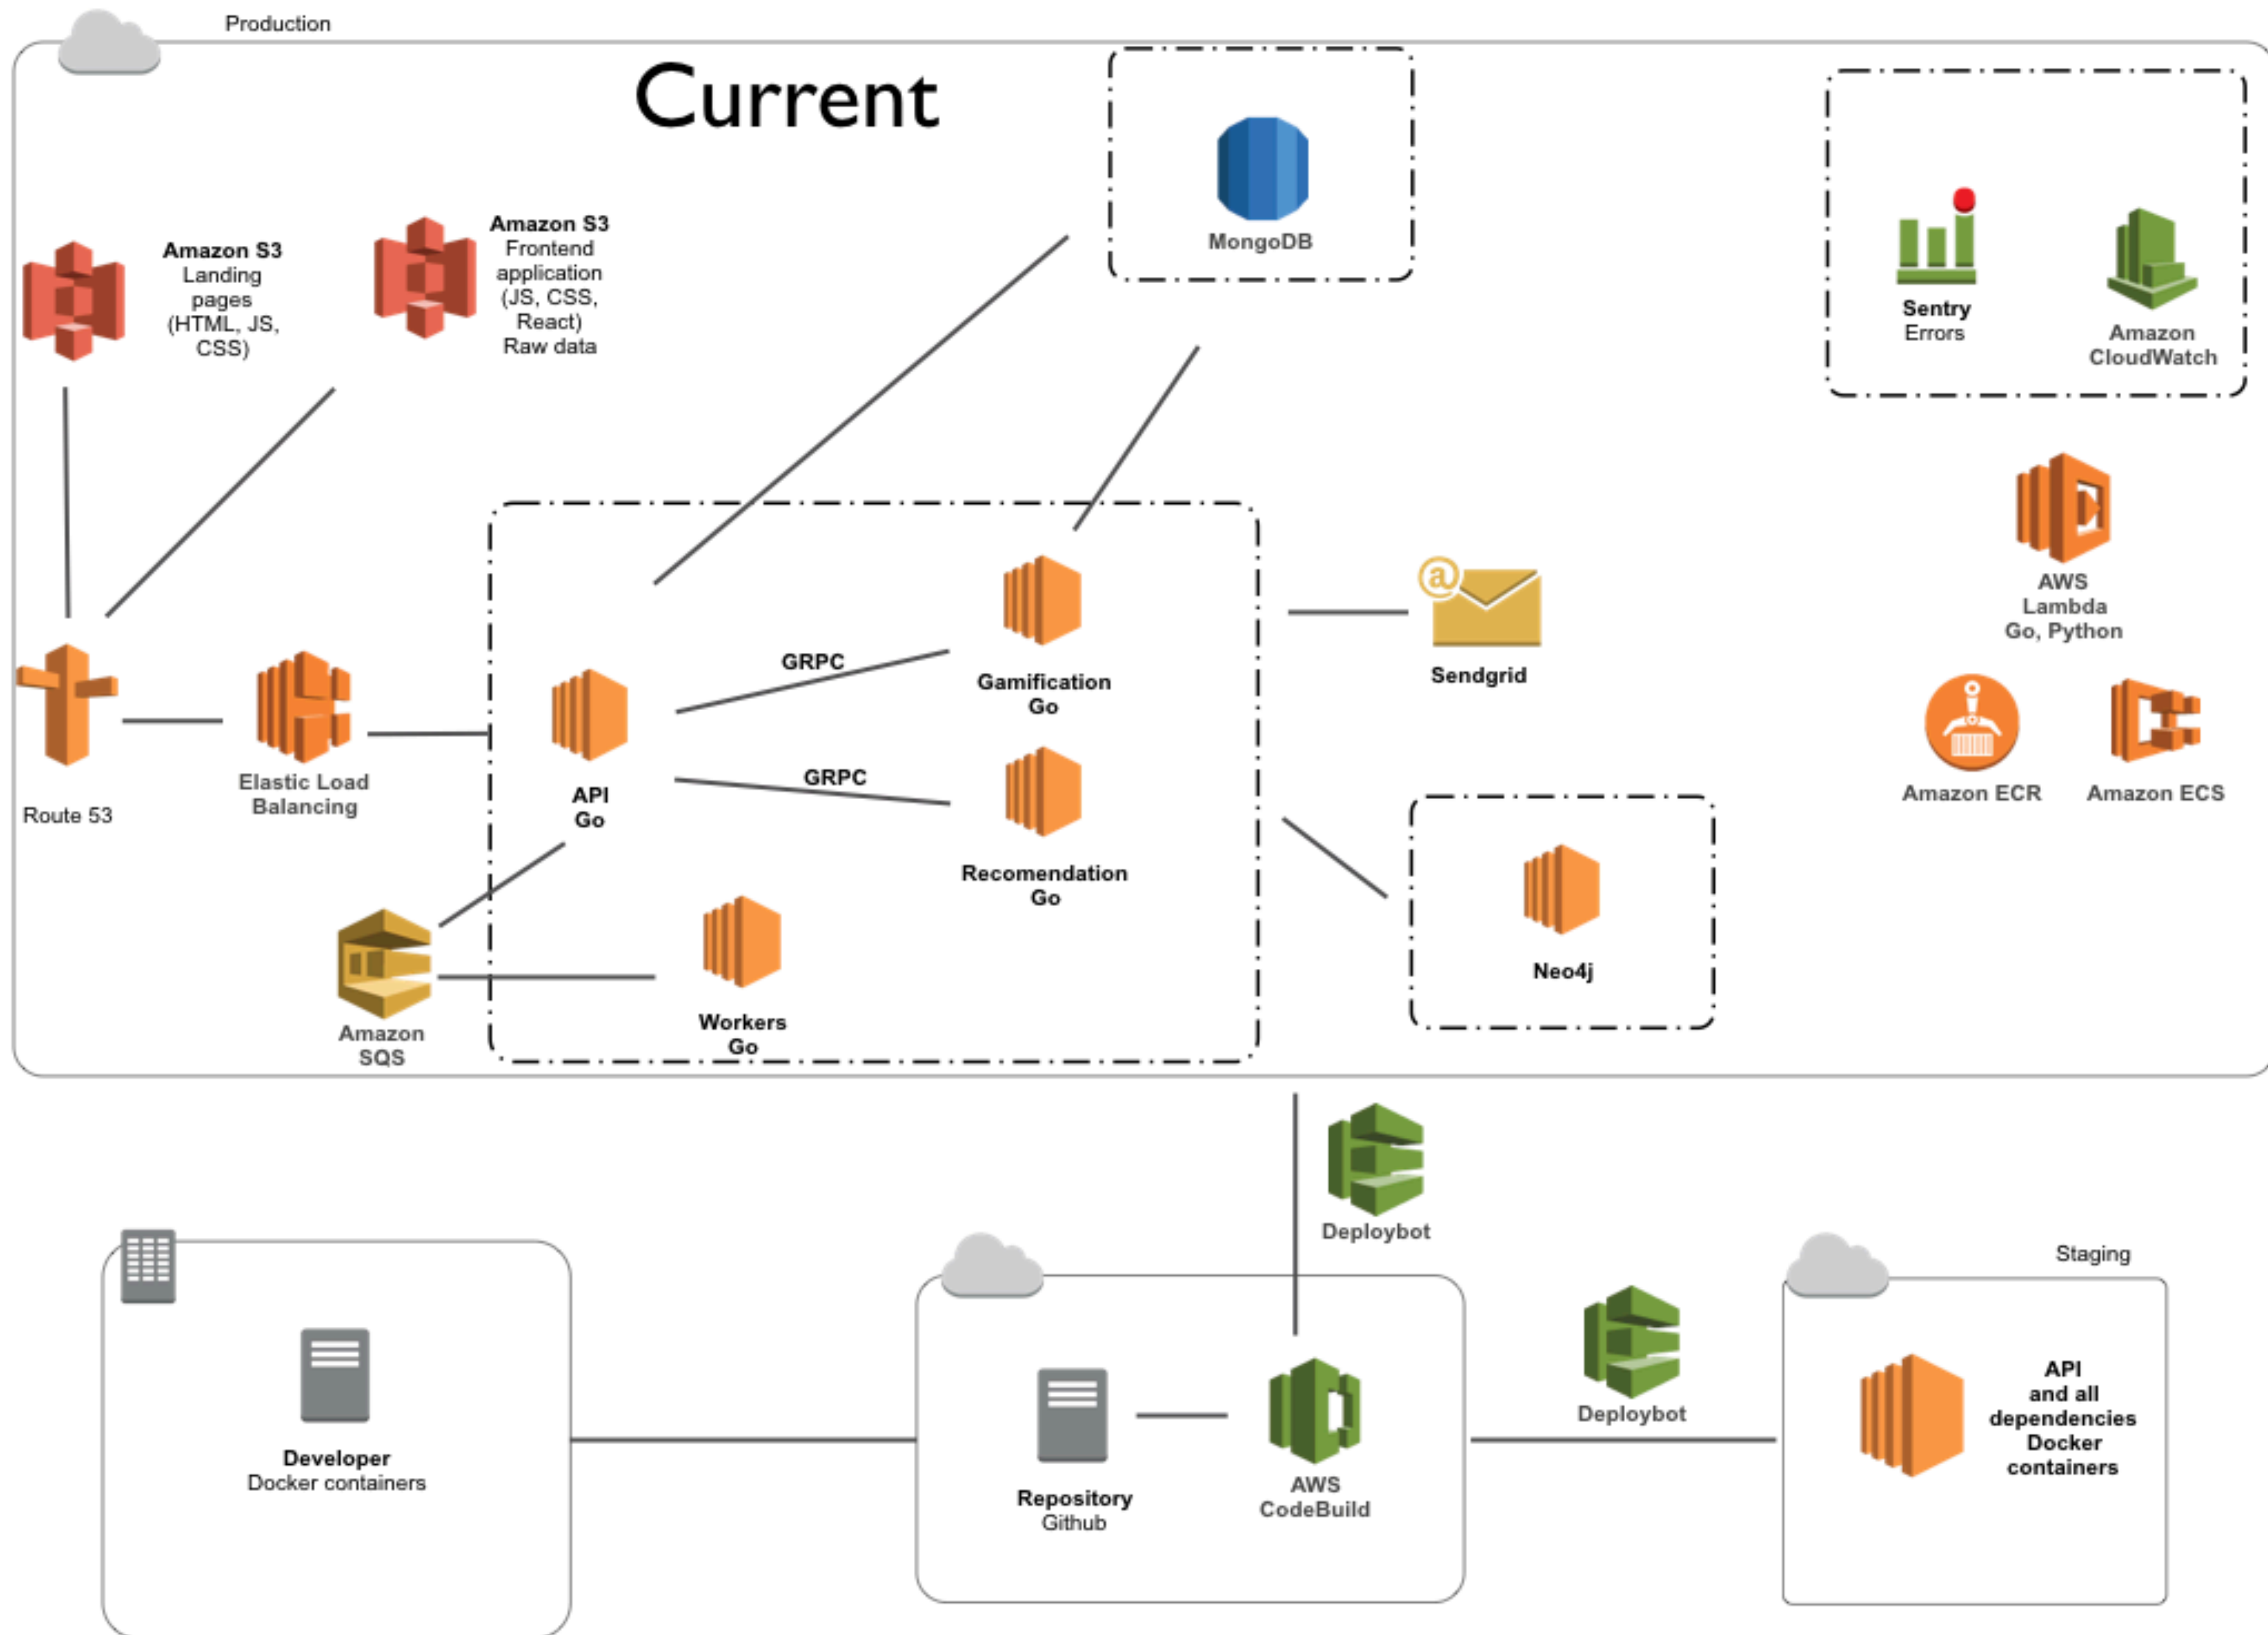 Production
Current
MongoDB
Amazon S3
Landing
pages
(HTML, JS,
CSS)
Amazon S3
Frontend
application
(JS, CSS,
React)
Raw data
Sentry
Errors
Amazon
CloudWatch
AWS
Lambda
Go, Python
Amazon ECR
Amazon ECS
Route 53
Elastic Load
Balancing
API
Go
GRPC
GRPC
Gamification
Go
Recomendation
Go
Workers
Go
Amazon
SQS
@
Sendgrid
Neo4j
Deploybot
Developer
Docker containers
Repository
Github
AWS
CodeBuild
Deploybot
Staging
API
and all
dependencies
Docker
containers